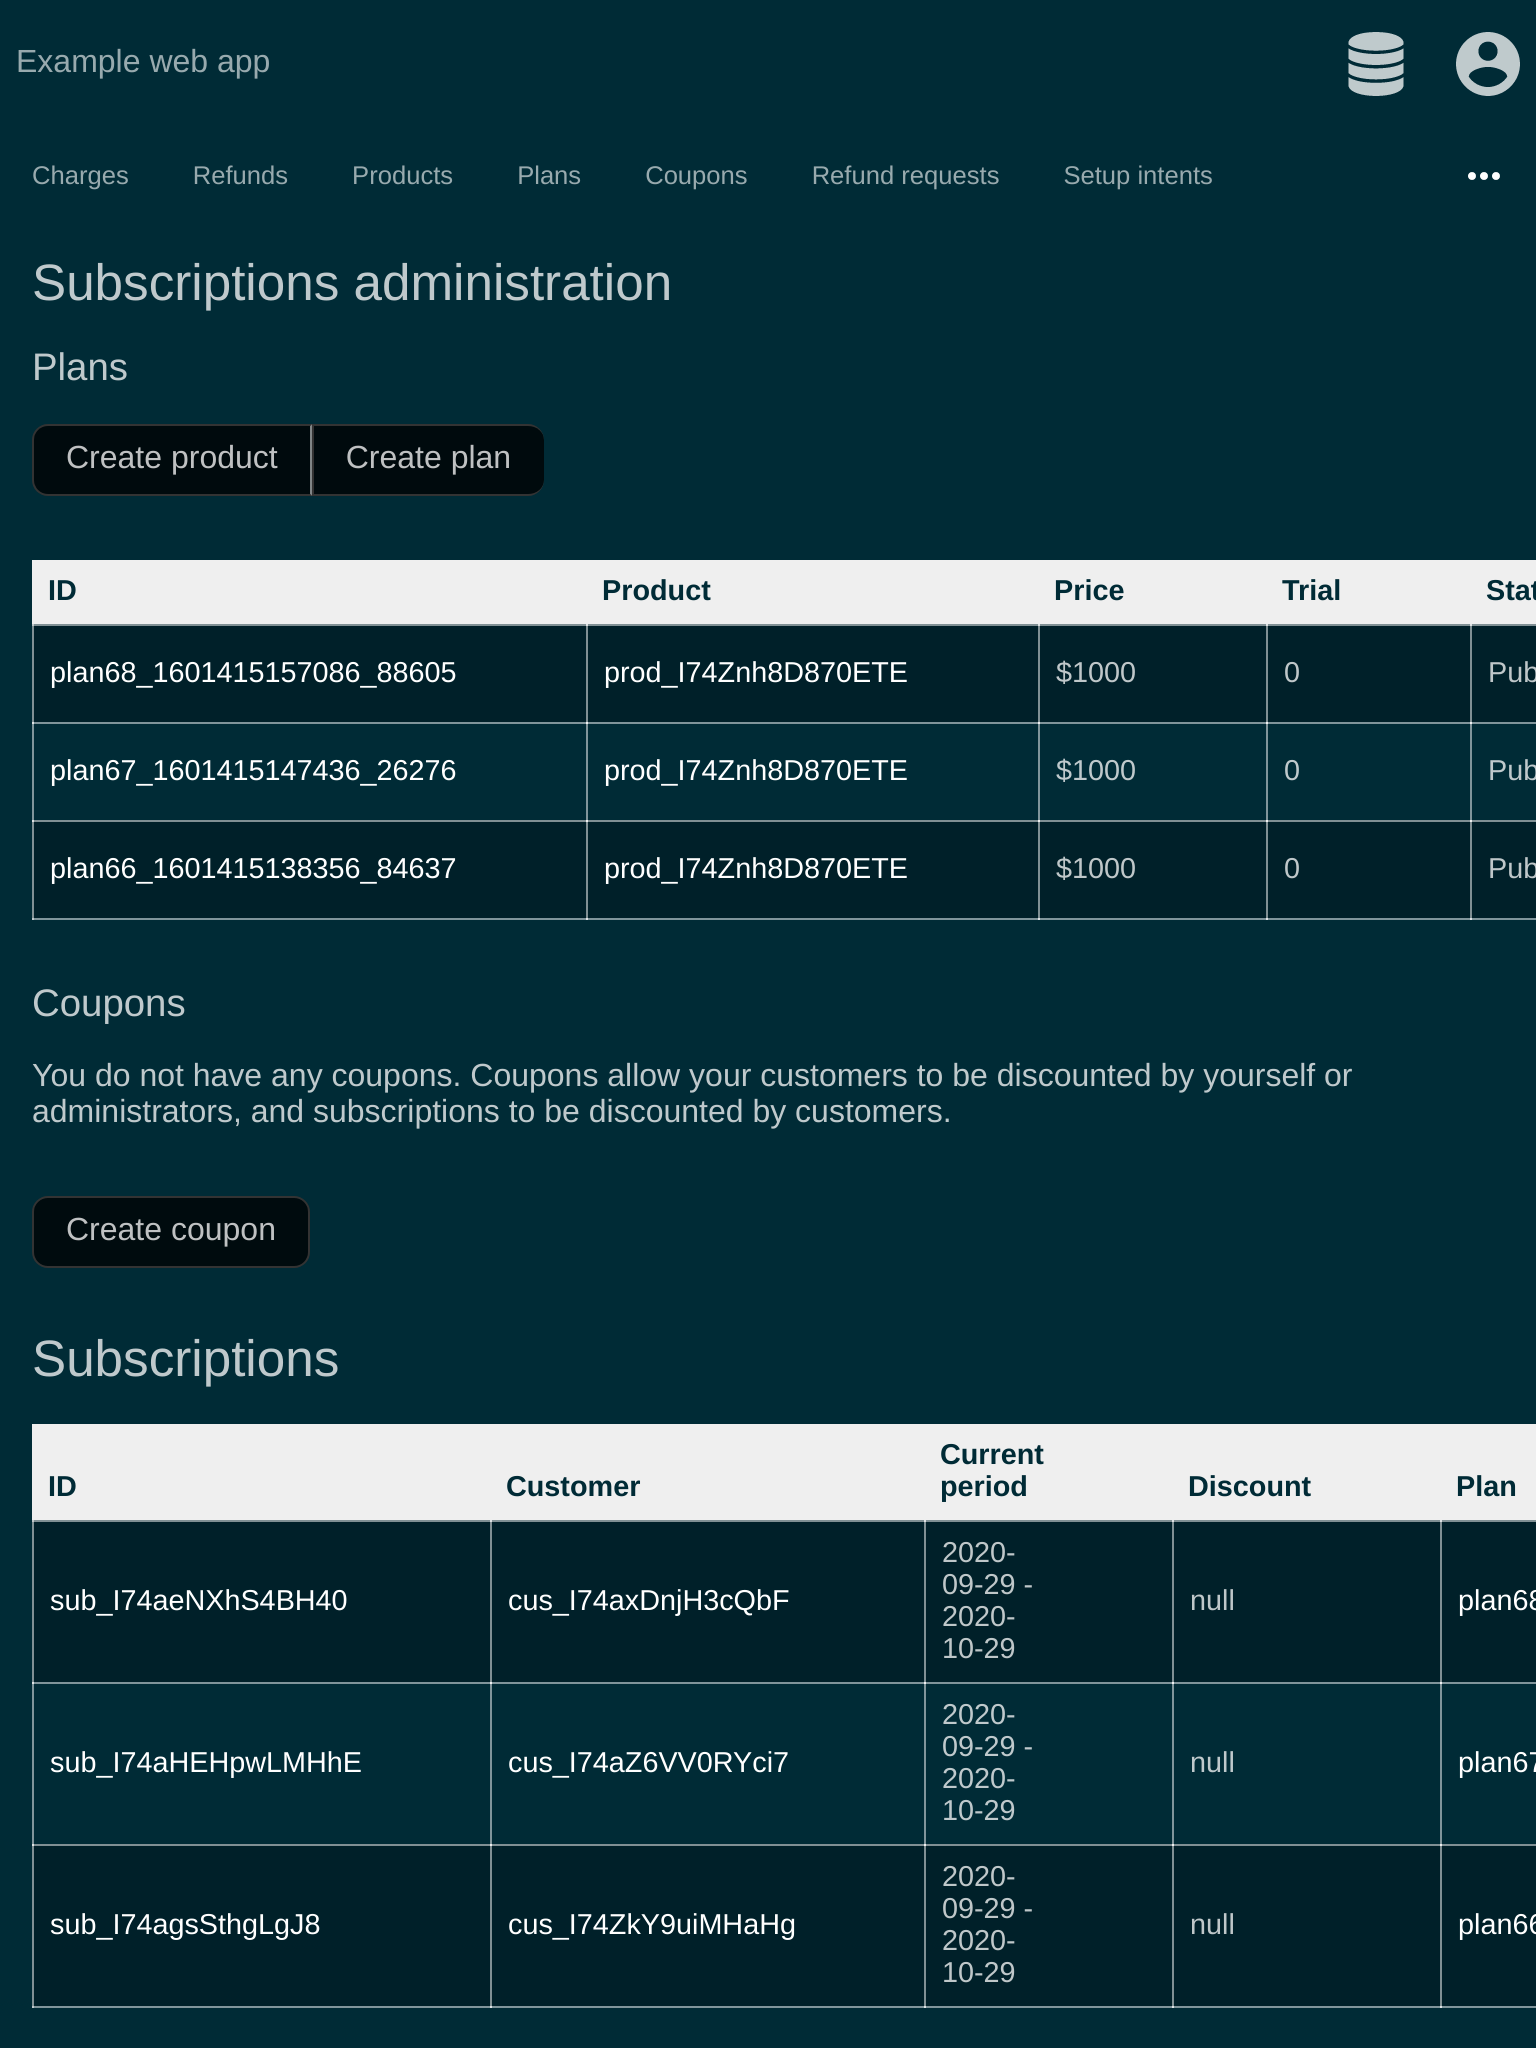 Example web app
Charges Refunds Products Plans Coupons Refund requests Setup intents
Subscriptions administration
Plans
Create product Create plan
ID Product Price Trial Stat
plan68_1601415157086_88605 prod_I74Znh8D870ETE $1000 0 Pub
plan67_1601415147436_26276 prod_I74Znh8D870ETE $1000 0 Pub
plan66_1601415138356_84637 prod_I74Znh8D870ETE $1000 0 Pub
Coupons
You do not have any coupons. Coupons allow your customers to be discounted by yourself or
administrators, and subscriptions to be discounted by customers.
Create coupon
Subscriptions
ID Customer Current period Discount Plan
sub_I74aeNXhS4BH40 cus_I74axDnjH3cQbF 2020-09-29 - 2020-10-29 null plan68
sub_I74aHEHpwLMHhE cus_I74aZ6VV0RYci7 2020-09-29 - 2020-10-29 null plan67
sub_I74agsSthgLgJ8 cus_I74ZkY9uiMHaHg 2020-09-29 - 2020-10-29 null plan66